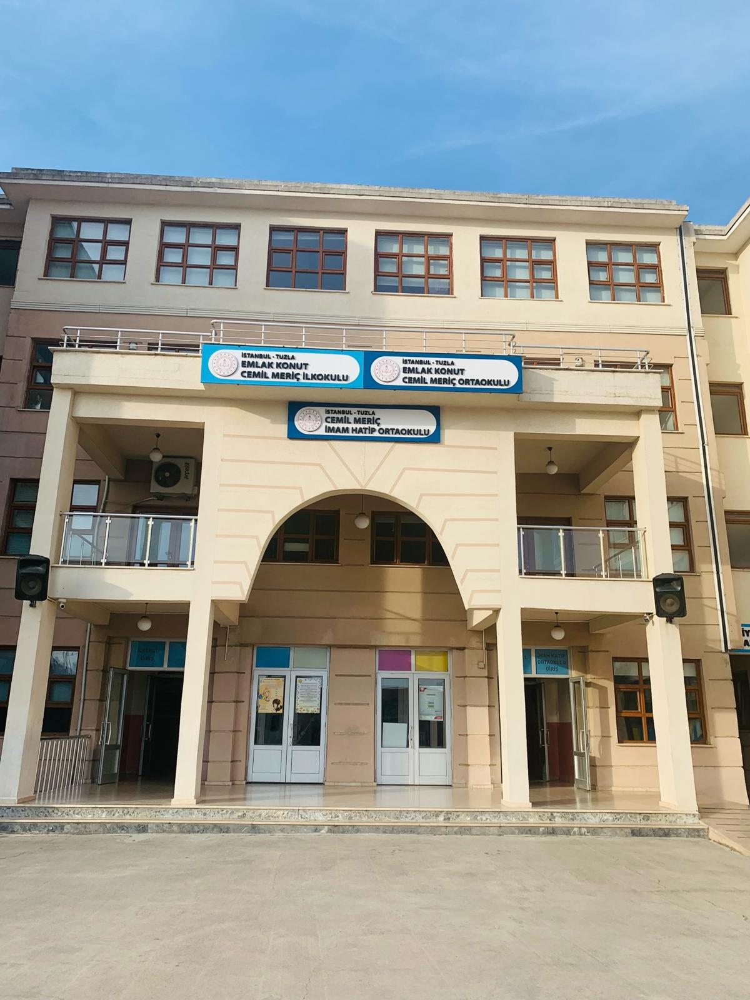 İSTANBUL - TUZLA
EMLAK KONUT
CEMİL MERİÇ İLKOKULU
İSTANBUL - TUZLA
EMLAK KONUT
CEMİL MERİÇ ORTAOKULU
İSTANBUL - TUZLA
CEMİL MERİÇ
İMAM HATİP ORTAOKULU
arçelik
İLKOKUL
GİRİŞ
İMAM HATİP
ORTAOKULU
GİRİŞ